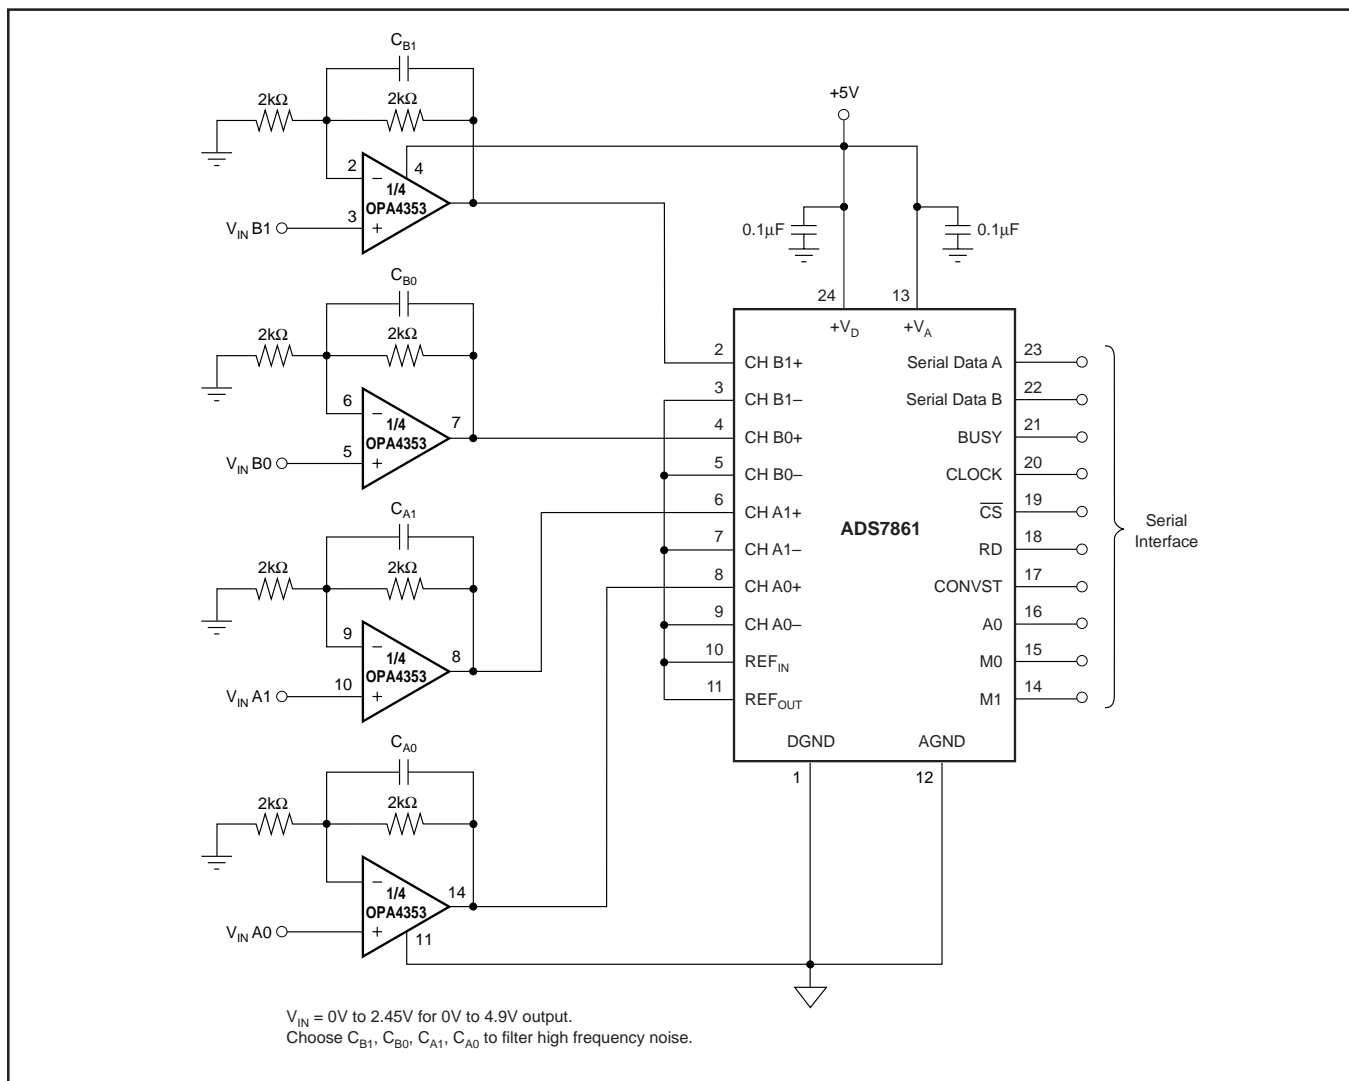 C_B1
2kΩ
2kΩ
2
−
4
1/4
OPA4353
3
+
V_IN B1
C_B0
2kΩ
2kΩ
6
−
7
1/4
OPA4353
5
+
V_IN B0
C_A1
2kΩ
2kΩ
9
−
8
1/4
OPA4353
10
+
V_IN A1
C_A0
2kΩ
2kΩ
−
14
1/4
OPA4353
+
11
V_IN A0
+5V
0.1µF
0.1µF
24
13
+V_D
+V_A
2
CH B1+
3
CH B1−
4
CH B0+
5
CH B0−
6
CH A1+
7
CH A1−
8
CH A0+
9
CH A0−
10
REF_IN
11
REF_OUT
ADS7861
Serial Data A
23
Serial Data B
22
BUSY
21
CLOCK
20
C̅S̅
19
RD
18
CONVST
17
A0
16
M0
15
M1
14
Serial
Interface
DGND
AGND
1
12
V_IN = 0V to 2.45V for 0V to 4.9V output.
Choose C_B1, C_B0, C_A1, C_A0 to filter high frequency noise.